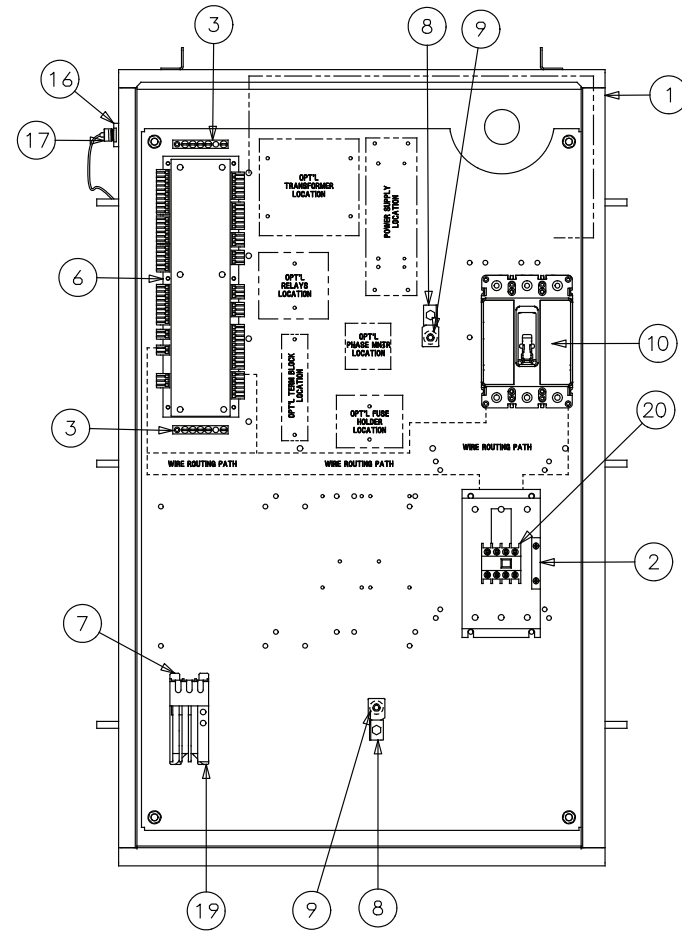 3
8
9
16
1
17
OPT'L
TRANSFORMER
LOCATION
POWER SUPPLY
LOCATION
6
OPT'L
RELAYS
LOCATION
8
9
OPT'L
PHASE MNTR
LOCATION
10
OPT'L TERM BLOCK
LOCATION
OPT'L FUSE
HOLDER
LOCATION
20
3
WIRE ROUTING PATH
WIRE ROUTING PATH
WIRE ROUTING PATH
2
7
19
9
8